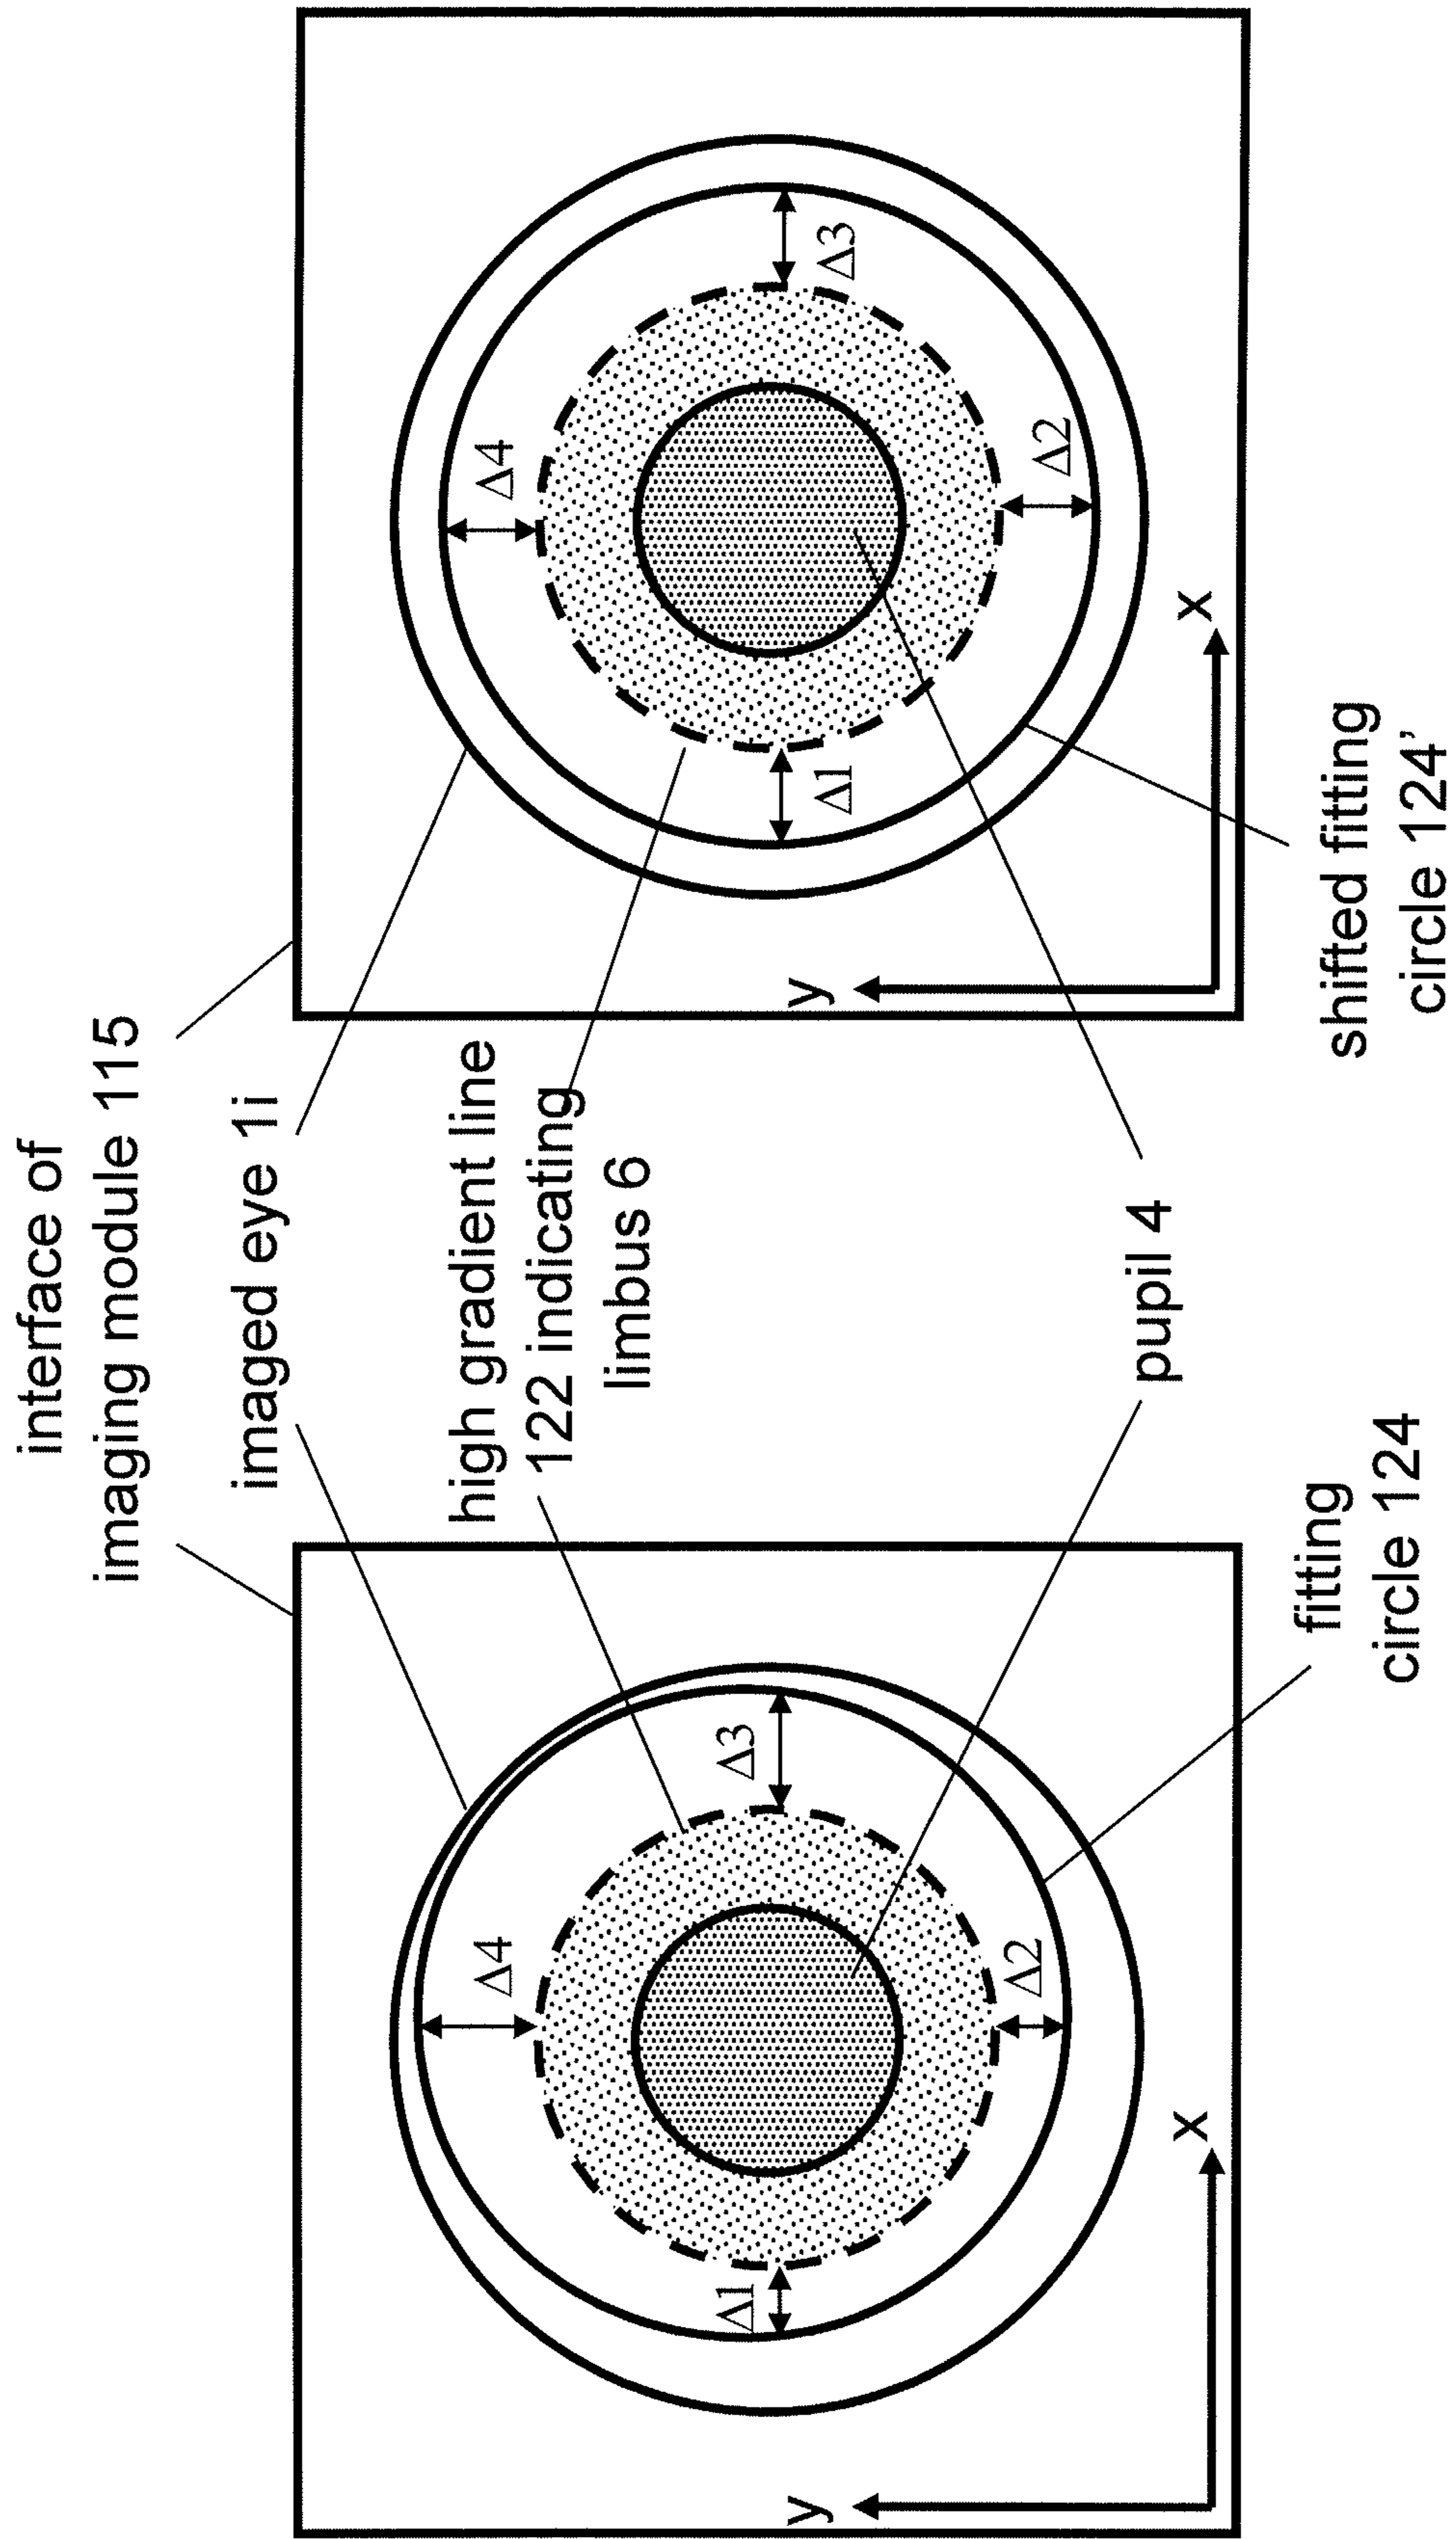 interface of
imaging module 115
imaged eye 1i
high gradient line
122 indicating
limbus 6
pupil 4
fitting
circle 124
shifted fitting
circle 124'
y
x
Δ1
Δ2
Δ3
Δ4
y
x
Δ1
Δ2
Δ3
Δ4